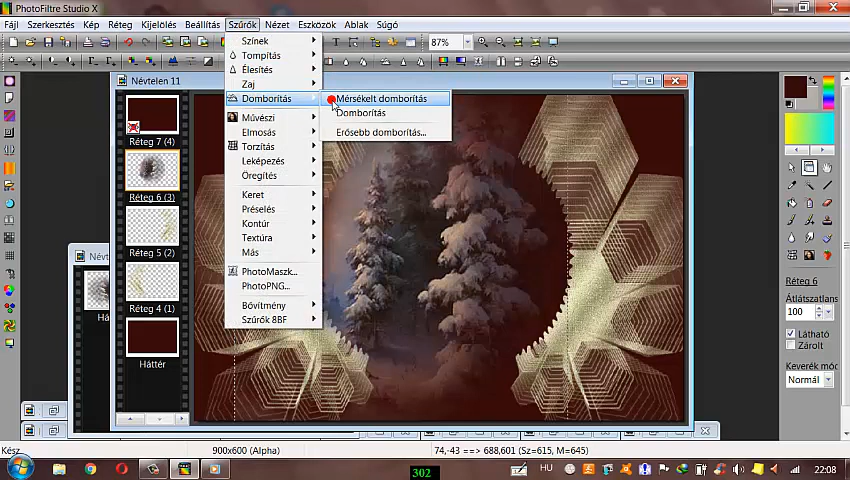 PhotoFiltre Studio X
Fájl Szerkesztés Kép Réteg Kijelölés Beállítás Szűrők Nézet Eszközök Ablak Súgó
87%
Színek
Tompítás
Élesítés
Zaj
Domborítás
Művészi
Elmosás
Torzítás
Leképezés
Öregítés
Keret
Préselés
Kontúr
Textúra
Más
PhotoMaszk...
PhotoPNG...
Bővítmény
Szűrők 8BF
Mérsékelt domborítás
Domborítás
Erősebb domborítás...
Névtelen 11
Réteg 7 (4)
Réteg 6 (3)
Réteg 5 (2)
Réteg 4 (1)
Háttér
Réteg 6
Átlátszatlans
100
Látható
Zárolt
Keverék mód
Normál
Kész
900x600 (Alpha)
74,-43 ==> 688,601 (Sz=615, M=645)
302
HU
22:08